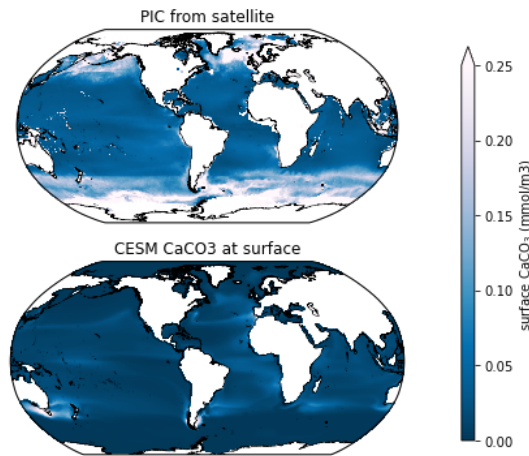 PIC from satellite
CESM CaCO3 at surface
0.25
0.20
0.15
0.10
0.05
0.00
surface CaCO₃ (mmol/m3)